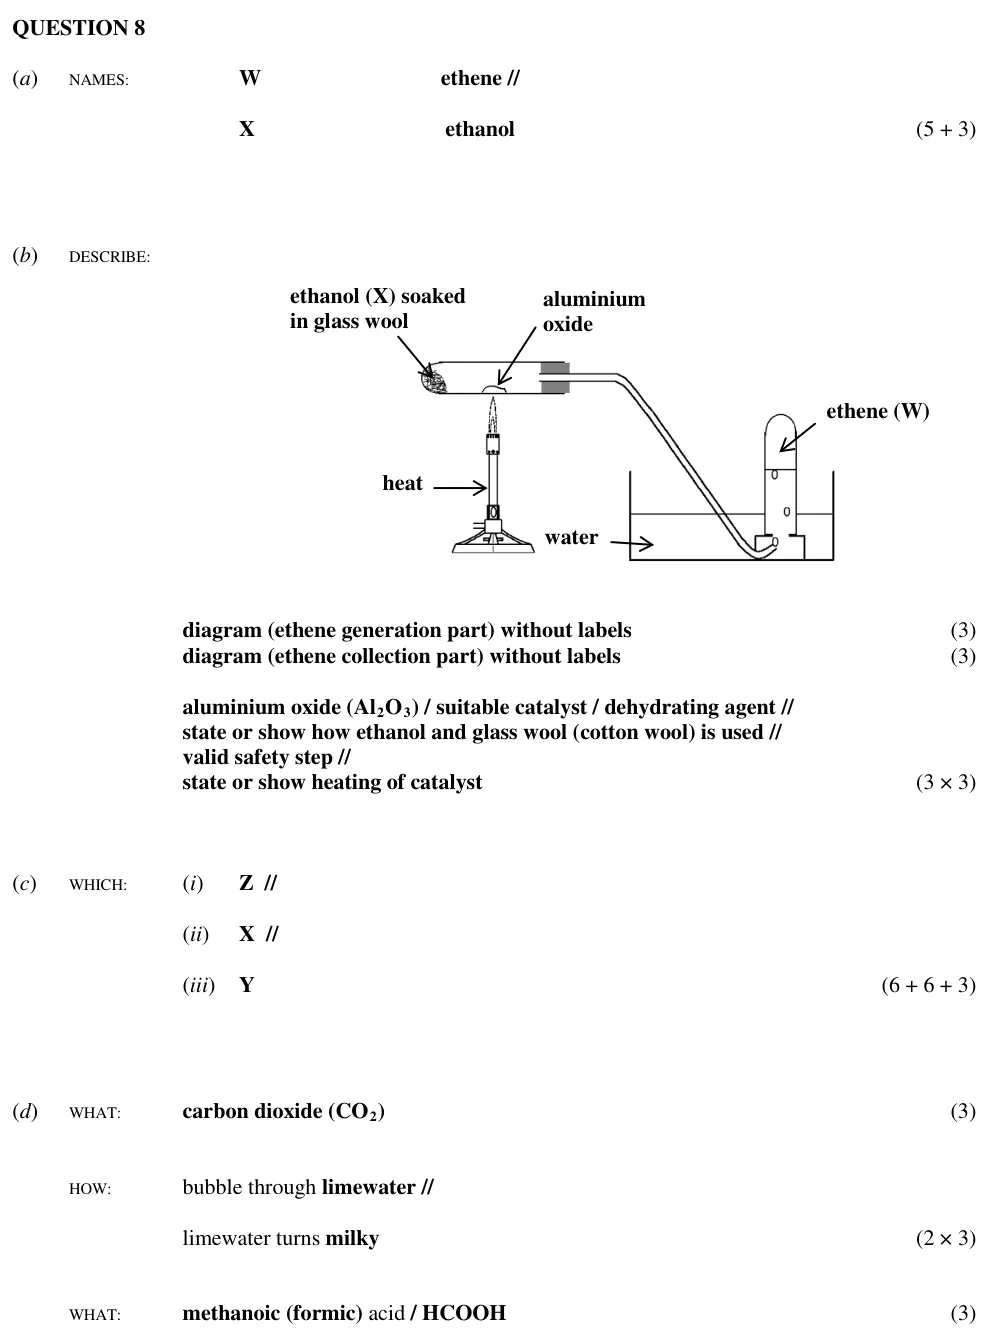 QUESTION 8
(a) NAMES: W ethene //
X ethanol (5 + 3)
(b) DESCRIBE:
ethanol (X) soaked
in glass wool
aluminium
oxide
ethene (W)
heat
water
diagram (ethene generation part) without labels (3)
diagram (ethene collection part) without labels (3)
aluminium oxide (Al₂O₃) / suitable catalyst / dehydrating agent //
state or show how ethanol and glass wool (cotton wool) is used //
valid safety step //
state or show heating of catalyst (3 × 3)
(c) WHICH: (i) Z //
(ii) X //
(iii) Y (6 + 6 + 3)
(d) WHAT: carbon dioxide (CO₂) (3)
HOW: bubble through limewater //
limewater turns milky (2 × 3)
WHAT: methanoic (formic) acid / HCOOH (3)